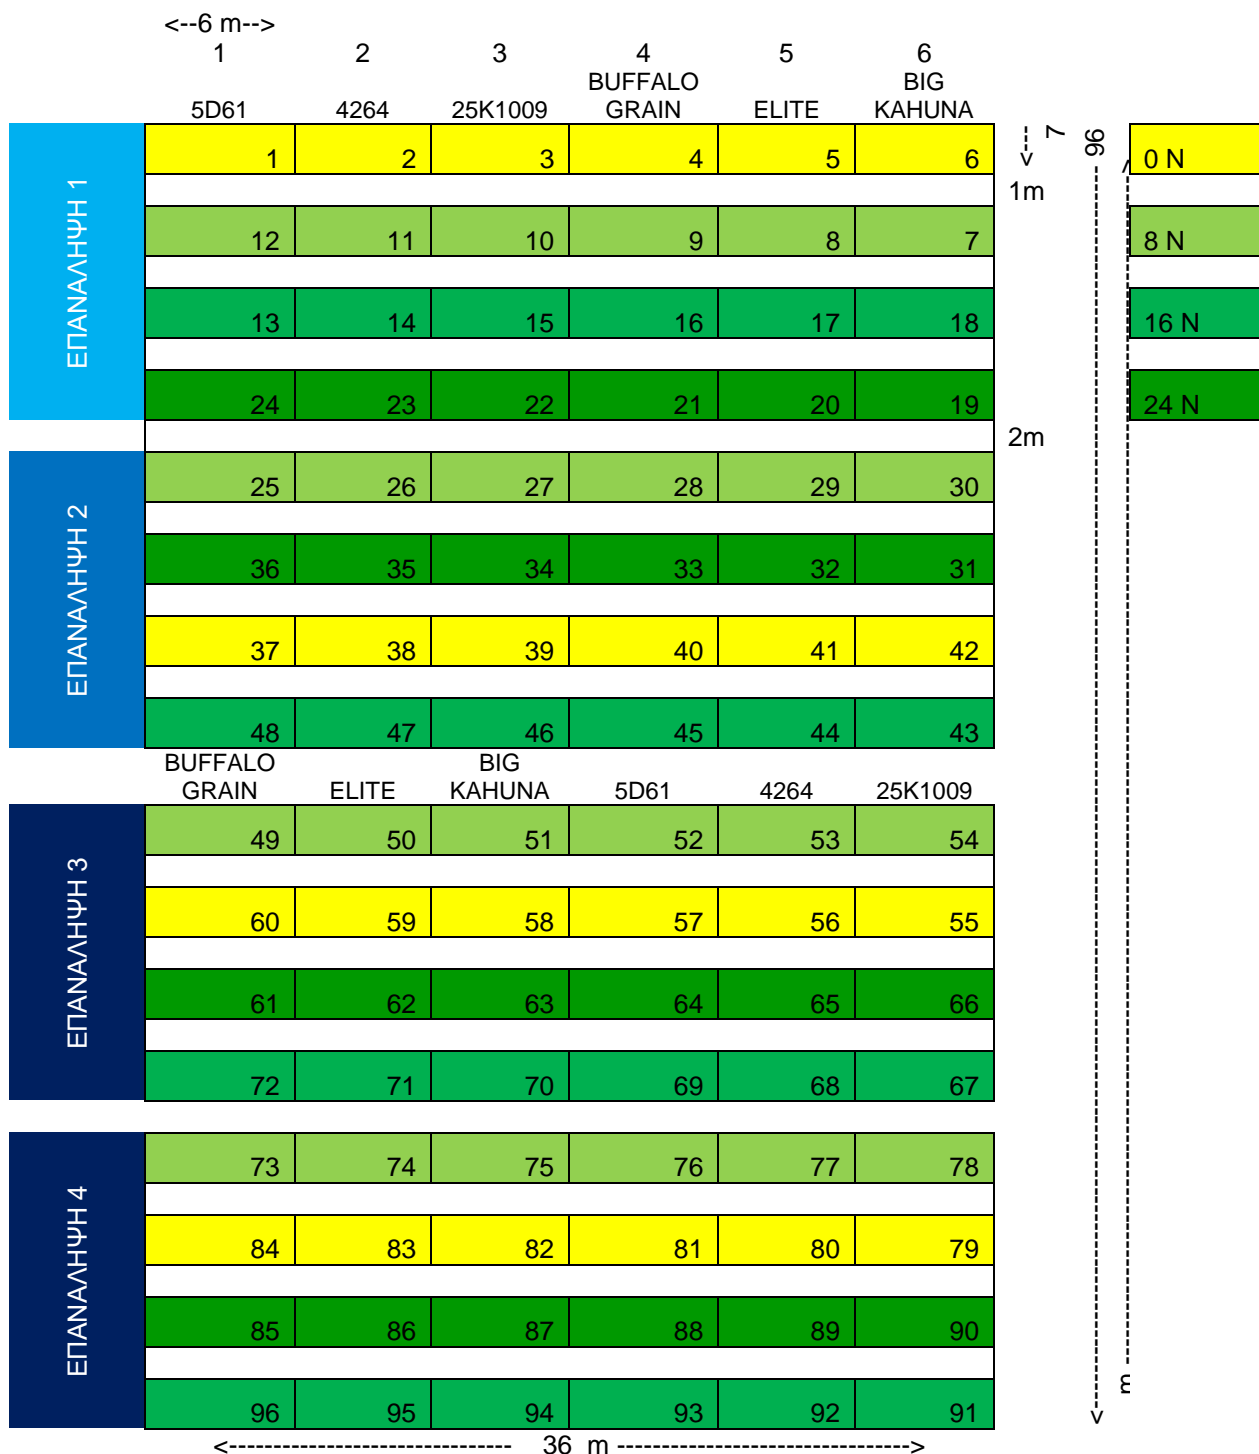 <--6 m-->
1 2 3 4 5 6
BUFFALO BIG
5D61 4264 25K1009 GRAIN ELITE KAHUNA
ΕΠΑΝΑΛΗΨΗ 1
1 2 3 4 5 6 <--- 7 96 0 N
1m
12 11 10 9 8 7 8 N
13 14 15 16 17 18 16 N
24 23 22 21 20 19 24 N
2m
ΕΠΑΝΑΛΗΨΗ 2
25 26 27 28 29 30
36 35 34 33 32 31
37 38 39 40 41 42
48 47 46 45 44 43
BUFFALO BIG
GRAIN ELITE KAHUNA 5D61 4264 25K1009
ΕΠΑΝΑΛΗΨΗ 3
49 50 51 52 53 54
60 59 58 57 56 55
61 62 63 64 65 66
72 71 70 69 68 67
ΕΠΑΝΑΛΗΨΗ 4
73 74 75 76 77 78
84 83 82 81 80 79
85 86 87 88 89 90
m
96 95 94 93 92 91
<------------------------------- 36 m ---------------------------------->